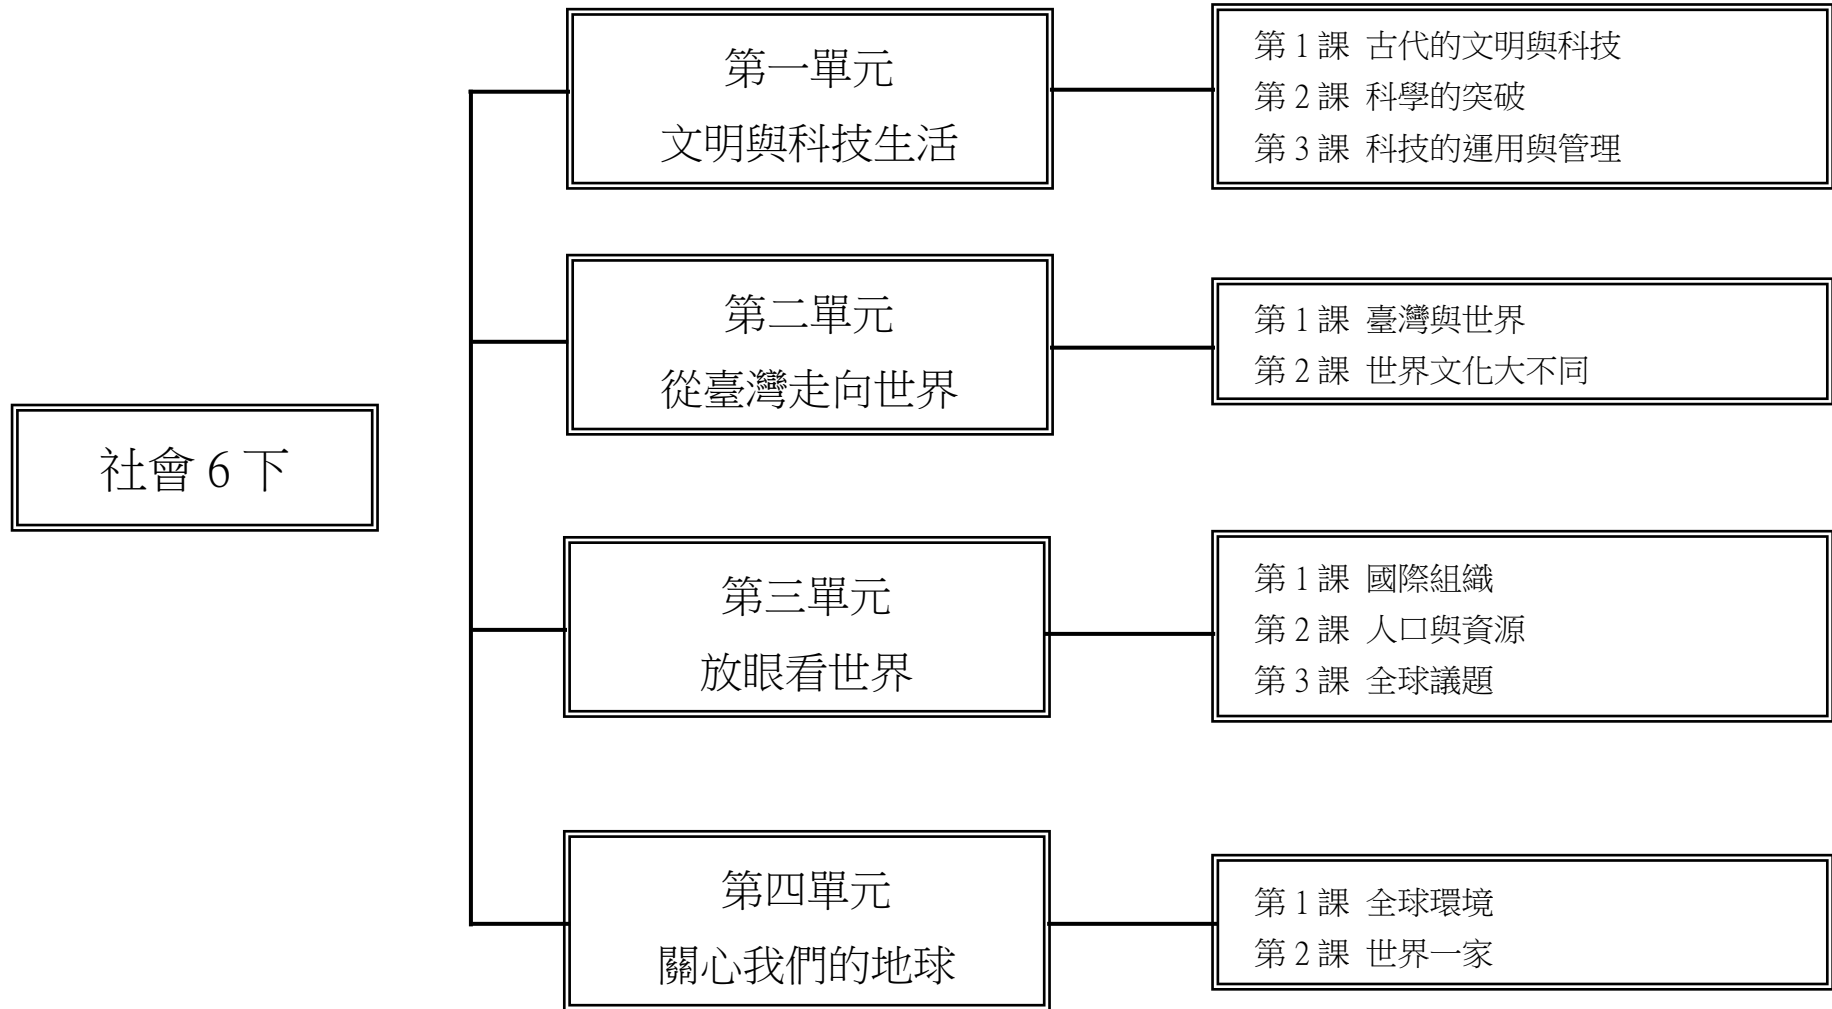 社會 6 下
第一單元
文明與科技生活
第 1 課 古代的文明與科技
第 2 課 科學的突破
第 3 課 科技的運用與管理
第二單元
從臺灣走向世界
第 1 課 臺灣與世界
第 2 課 世界文化大不同
第三單元
放眼看世界
第 1 課 國際組織
第 2 課 人口與資源
第 3 課 全球議題
第四單元
關心我們的地球
第 1 課 全球環境
第 2 課 世界一家